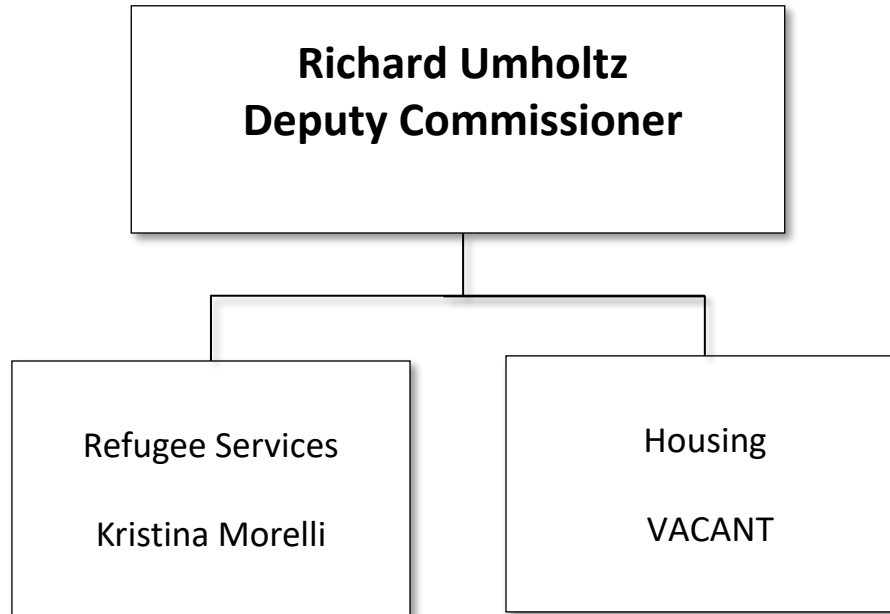 Richard Umholtz
Deputy Commissioner
Refugee Services
Kristina Morelli
Housing
VACANT